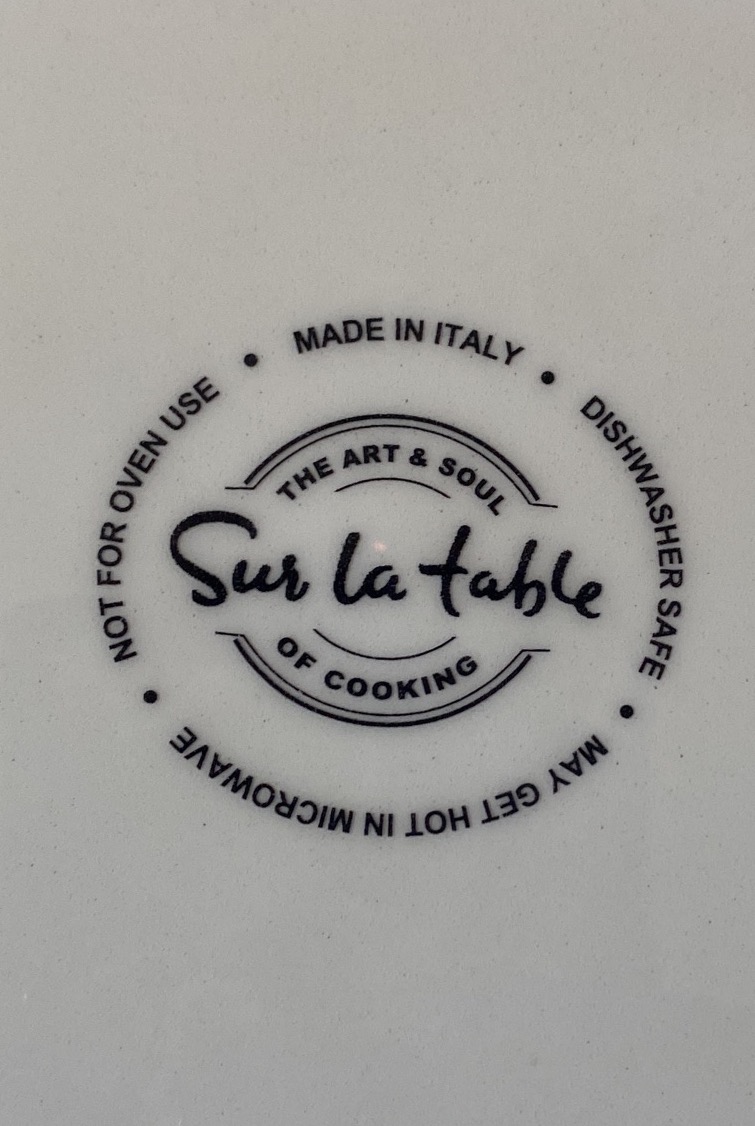 MADE IN ITALY • DISHWASHER SAFE • MAY GET HOT IN MICROWAVE • NOT FOR OVEN USE •
THE ART & SOUL
Sur la table
OF COOKING